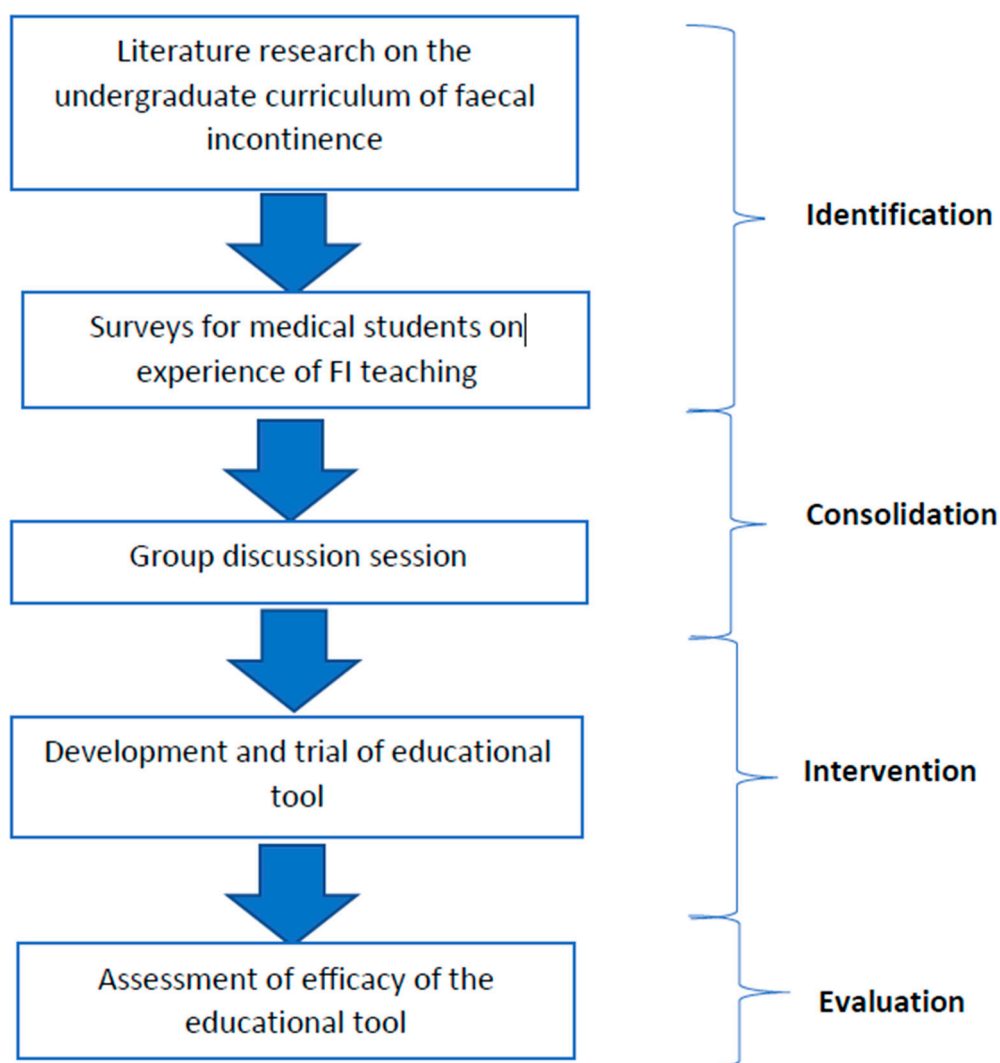 Literature research on the
undergraduate curriculum of faecal
incontinence
Identification
Surveys for medical students on
experience of FI teaching
Consolidation
Group discussion session
Development and trial of educational
tool
Intervention
Assessment of efficacy of the
educational tool
Evaluation